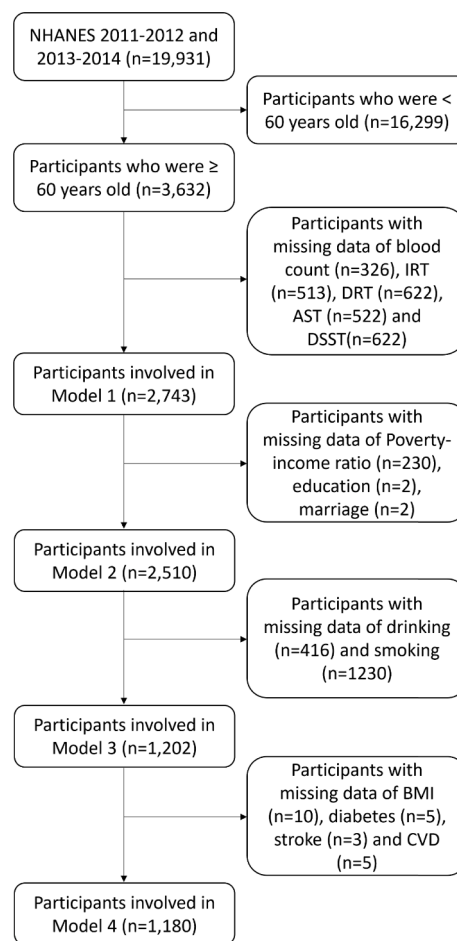 NHANES 2011-2012 and
2013-2014 (n=19,931)
Participants who were <
60 years old (n=16,299)
Participants who were ≥
60 years old (n=3,632)
Participants with
missing data of blood
count (n=326), IRT
(n=513), DRT (n=622),
AST (n=522) and
DSST(n=622)
Participants involved in
Model 1 (n=2,743)
Participants with
missing data of Poverty-
income ratio (n=230),
education (n=2),
marriage (n=2)
Participants involved in
Model 2 (n=2,510)
Participants with
missing data of drinking
(n=416) and smoking
(n=1230)
Participants involved in
Model 3 (n=1,202)
Participants with
missing data of BMI
(n=10), diabetes (n=5),
stroke (n=3) and CVD
(n=5)
Participants involved in
Model 4 (n=1,180)